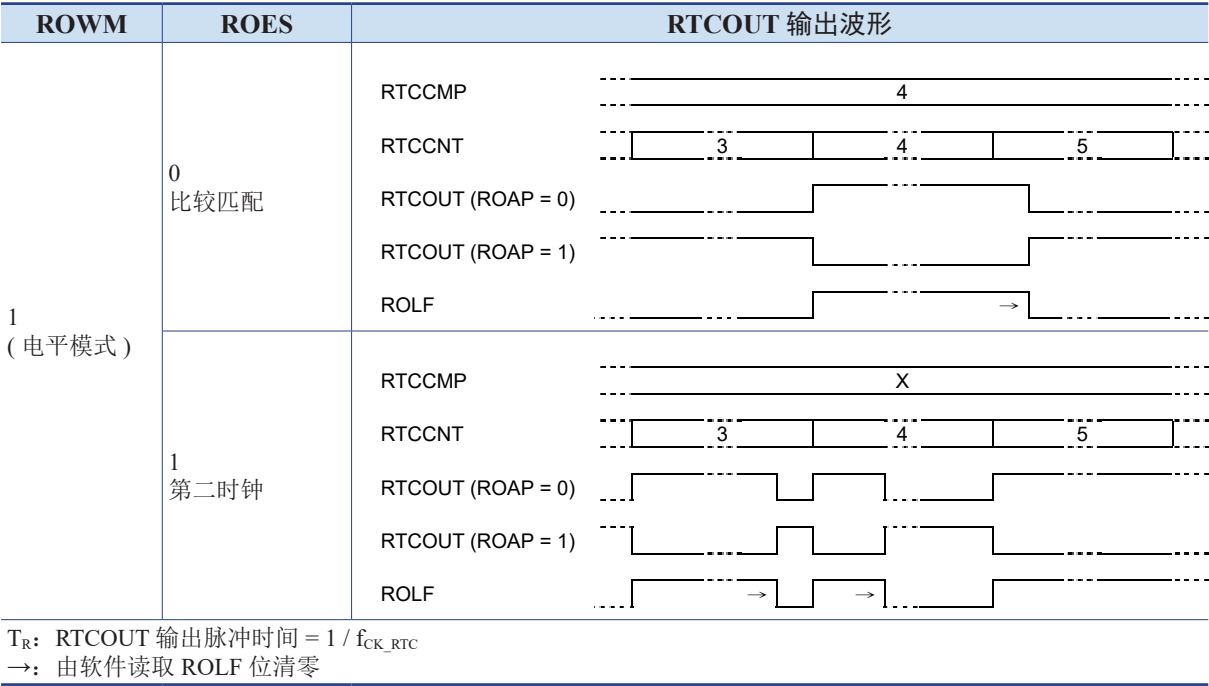 ROWM ROES RTCOUT 输出波形
1
( 电平模式 )
0
比较匹配
RTCCMP 4
RTCCNT 3 4 5
RTCOUT (ROAP = 0)
RTCOUT (ROAP = 1)
ROLF →
1
第二时钟
RTCCMP X
RTCCNT 3 4 5
RTCOUT (ROAP = 0)
RTCOUT (ROAP = 1)
ROLF → →
TR：RTCOUT 输出脉冲时间 = 1 / fCK_RTC
→：由软件读取 ROLF 位清零